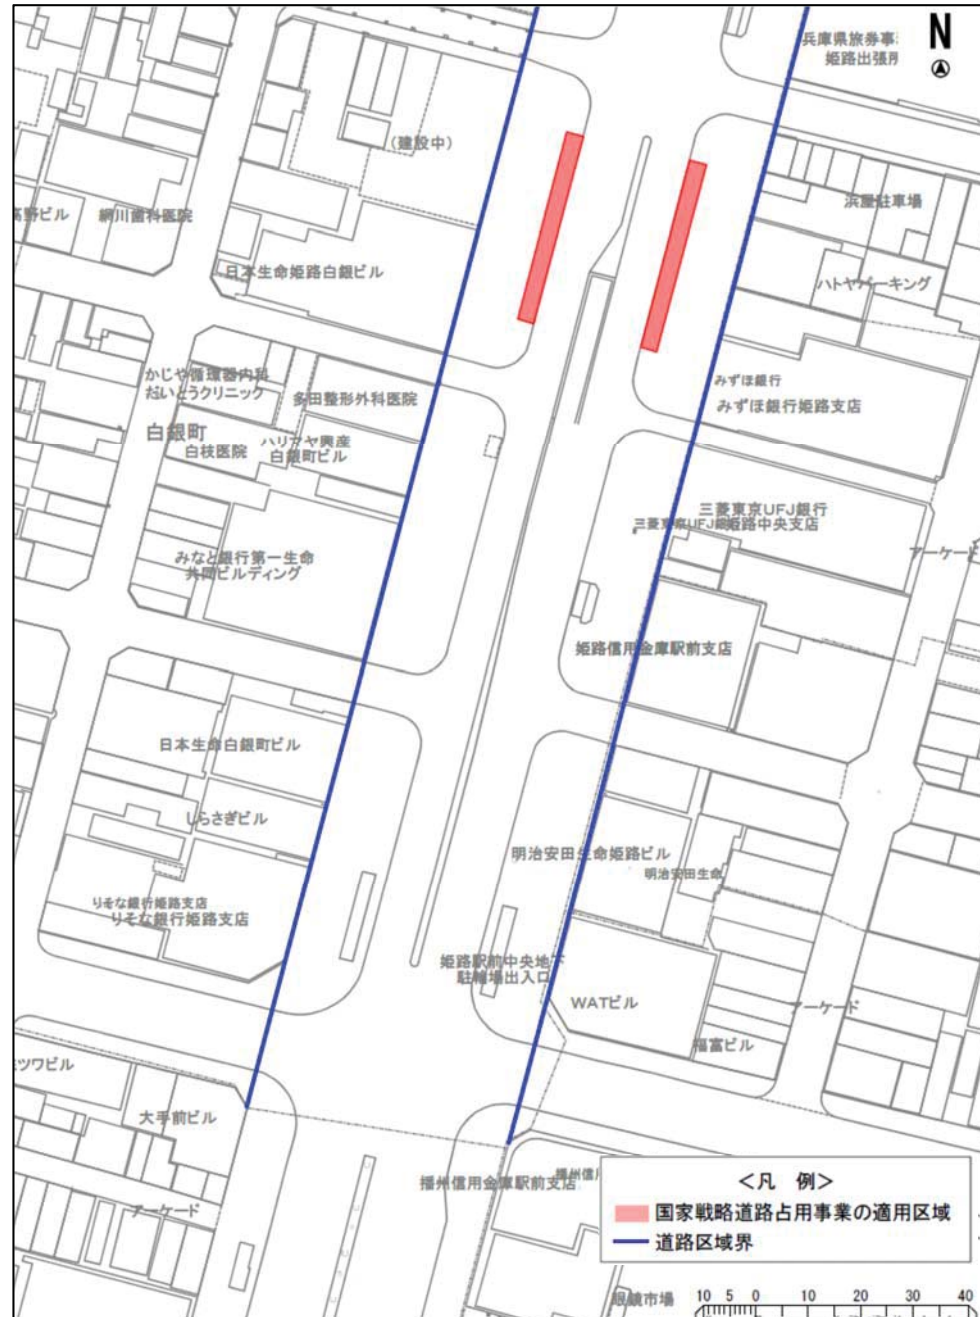 N
兵庫県旅券事
姫路出張所
(建設中)
高野ビル
網川歯科医院
浜屋駐車場
日本生命姫路白銀ビル
ハトヤパーキング
かじや循環器内科
だいとうクリニック
多田整形外科医院
みずほ銀行
みずほ銀行姫路支店
白銀町
白枝医院
ハリマヤ興産
白銀町ビル
三菱東京UFJ銀行
三菱東京UFJ銀行姫路中央支店
アーケード
みなと銀行第一生命
共同ビルディング
姫路信用金庫駅前支店
日本生命白銀町ビル
しらさぎビル
明治安田生命姫路ビル
明治安田生命
りそな銀行姫路支店
りそな銀行姫路支店
姫路駅前中央地下
駐輪場出入口
WATビル
アーケード
福富ビル
ミツワビル
大手前ビル
播州信用金庫駅前支店
播州信用
アーケード
<凡 例>
国家戦略道路占用事業の適用区域
道路区域界
眼鏡市場
10 5 0 10 20 30 40